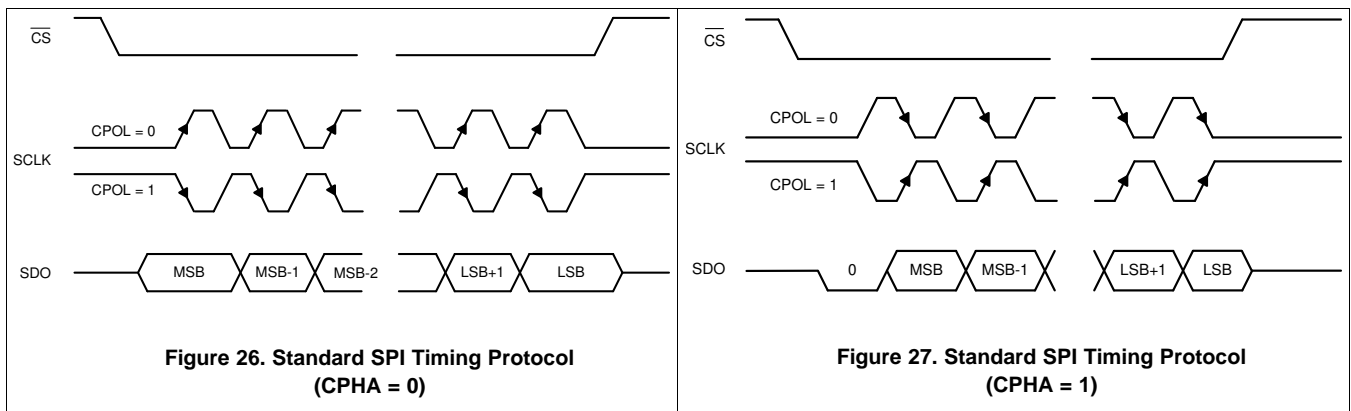 CS
CPOL = 0
SCLK
CPOL = 1
SDO
MSB
MSB-1
MSB-2
LSB+1
LSB
Figure 26. Standard SPI Timing Protocol
(CPHA = 0)
CS
CPOL = 0
SCLK
CPOL = 1
SDO
0
MSB
MSB-1
LSB+1
LSB
Figure 27. Standard SPI Timing Protocol
(CPHA = 1)